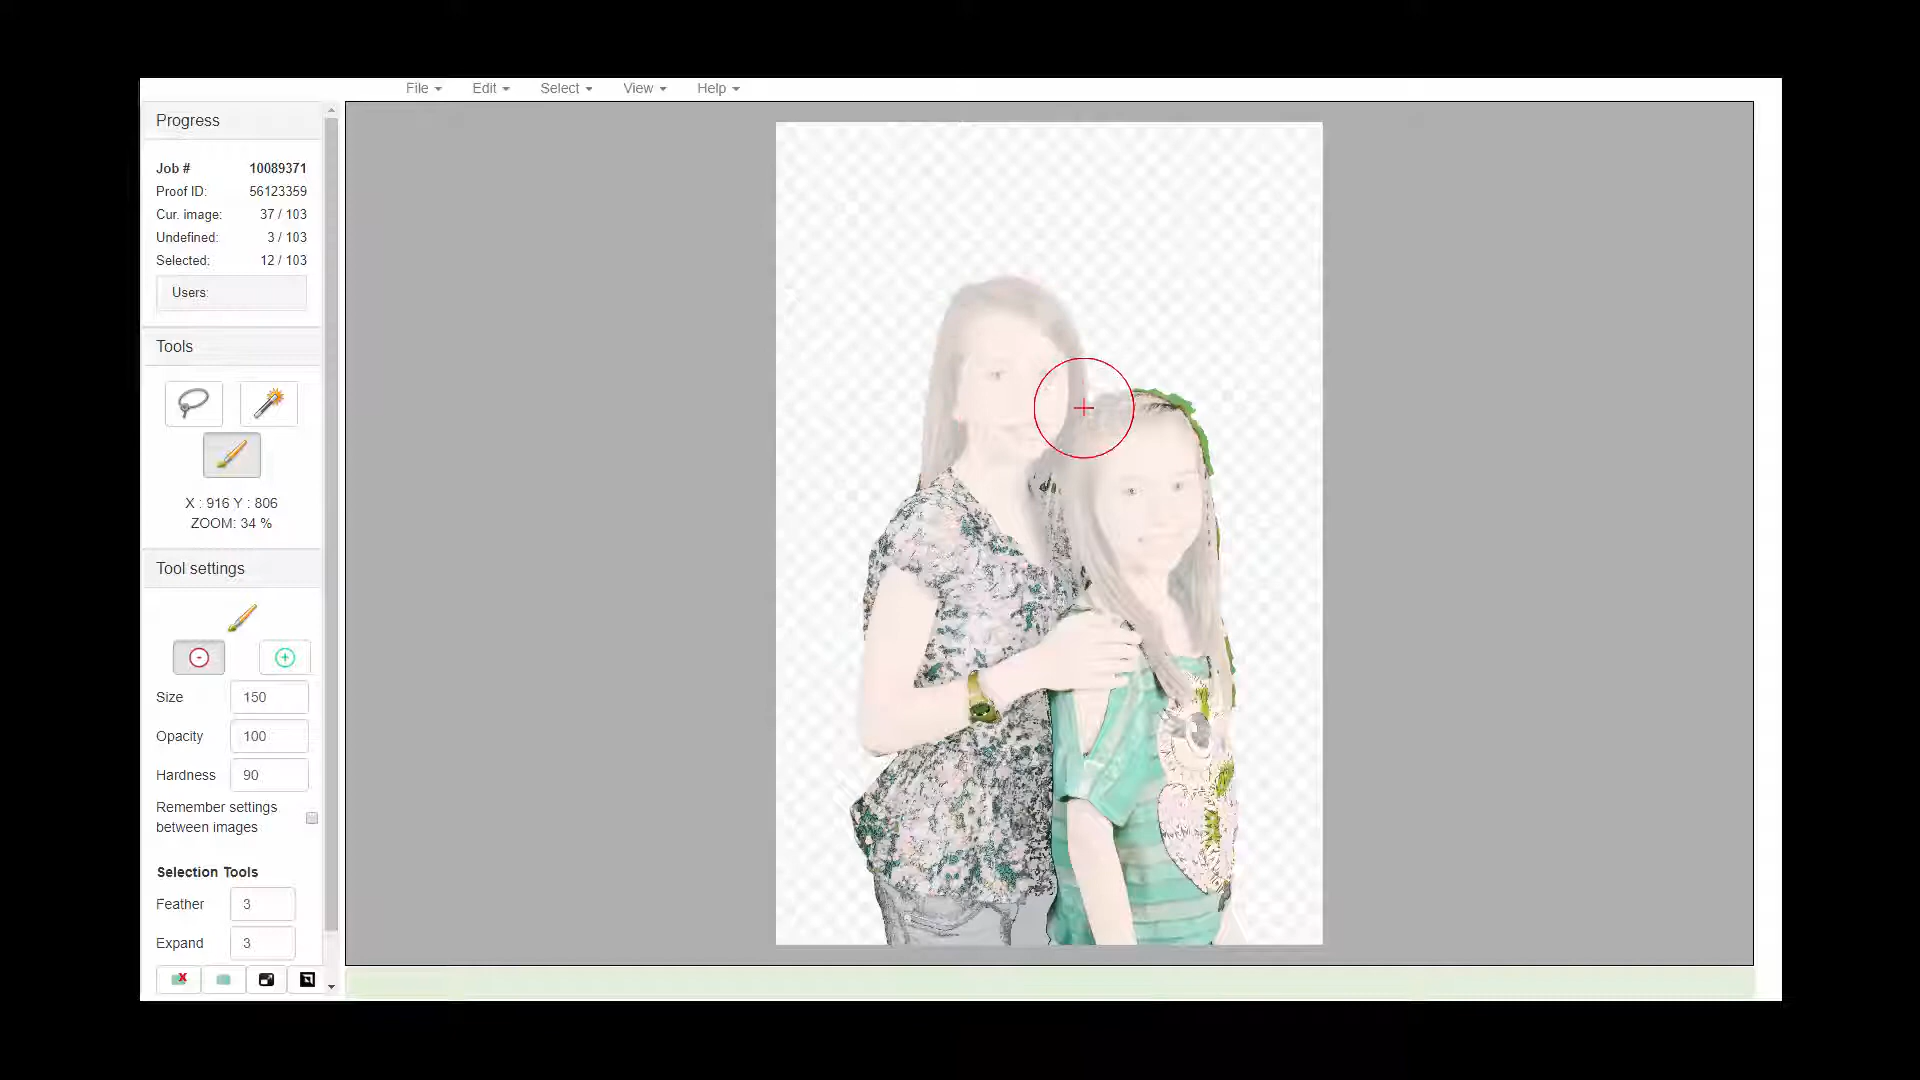 File Edit Select View Help
Progress
Job # 10089371
Proof ID: 56123359
Cur. image: 37 / 103
Undefined: 3 / 103
Selected: 12 / 103
Users:
Tools
X : 916 Y : 806
ZOOM: 34 %
Tool settings
Size 150
Opacity 100
Hardness 90
Remember settings
between images
Selection Tools
Feather 3
Expand 3